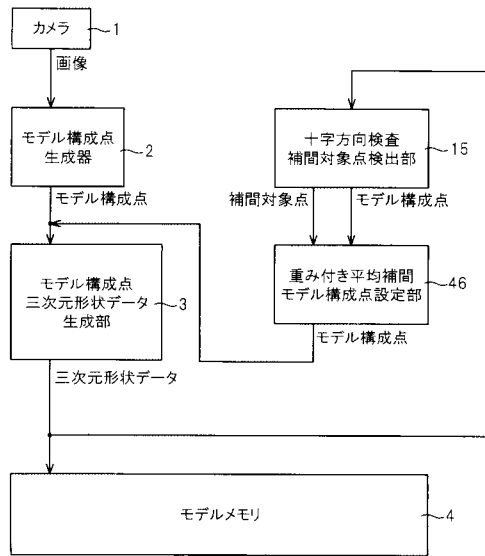 カメラ
1
画像
モデル構成点
生成器
2
モデル構成点
モデル構成点
三次元形状データ
生成部
3
三次元形状データ
十字方向検査
補間対象点検出部
15
補間対象点
モデル構成点
重み付き平均補間
モデル構成点設定部
46
モデル構成点
モデルメモリ
4